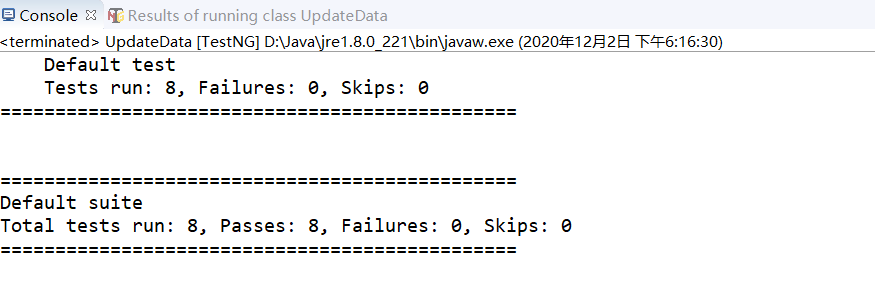 Console Results of running class UpdateData
<terminated> UpdateData [TestNG] D:\Java\jre1.8.0_221\bin\javaw.exe (2020年12月2日 下午6:16:30)
    Default test
    Tests run: 8, Failures: 0, Skips: 0
===============================================
===============================================
Default suite
Total tests run: 8, Passes: 8, Failures: 0, Skips: 0
===============================================